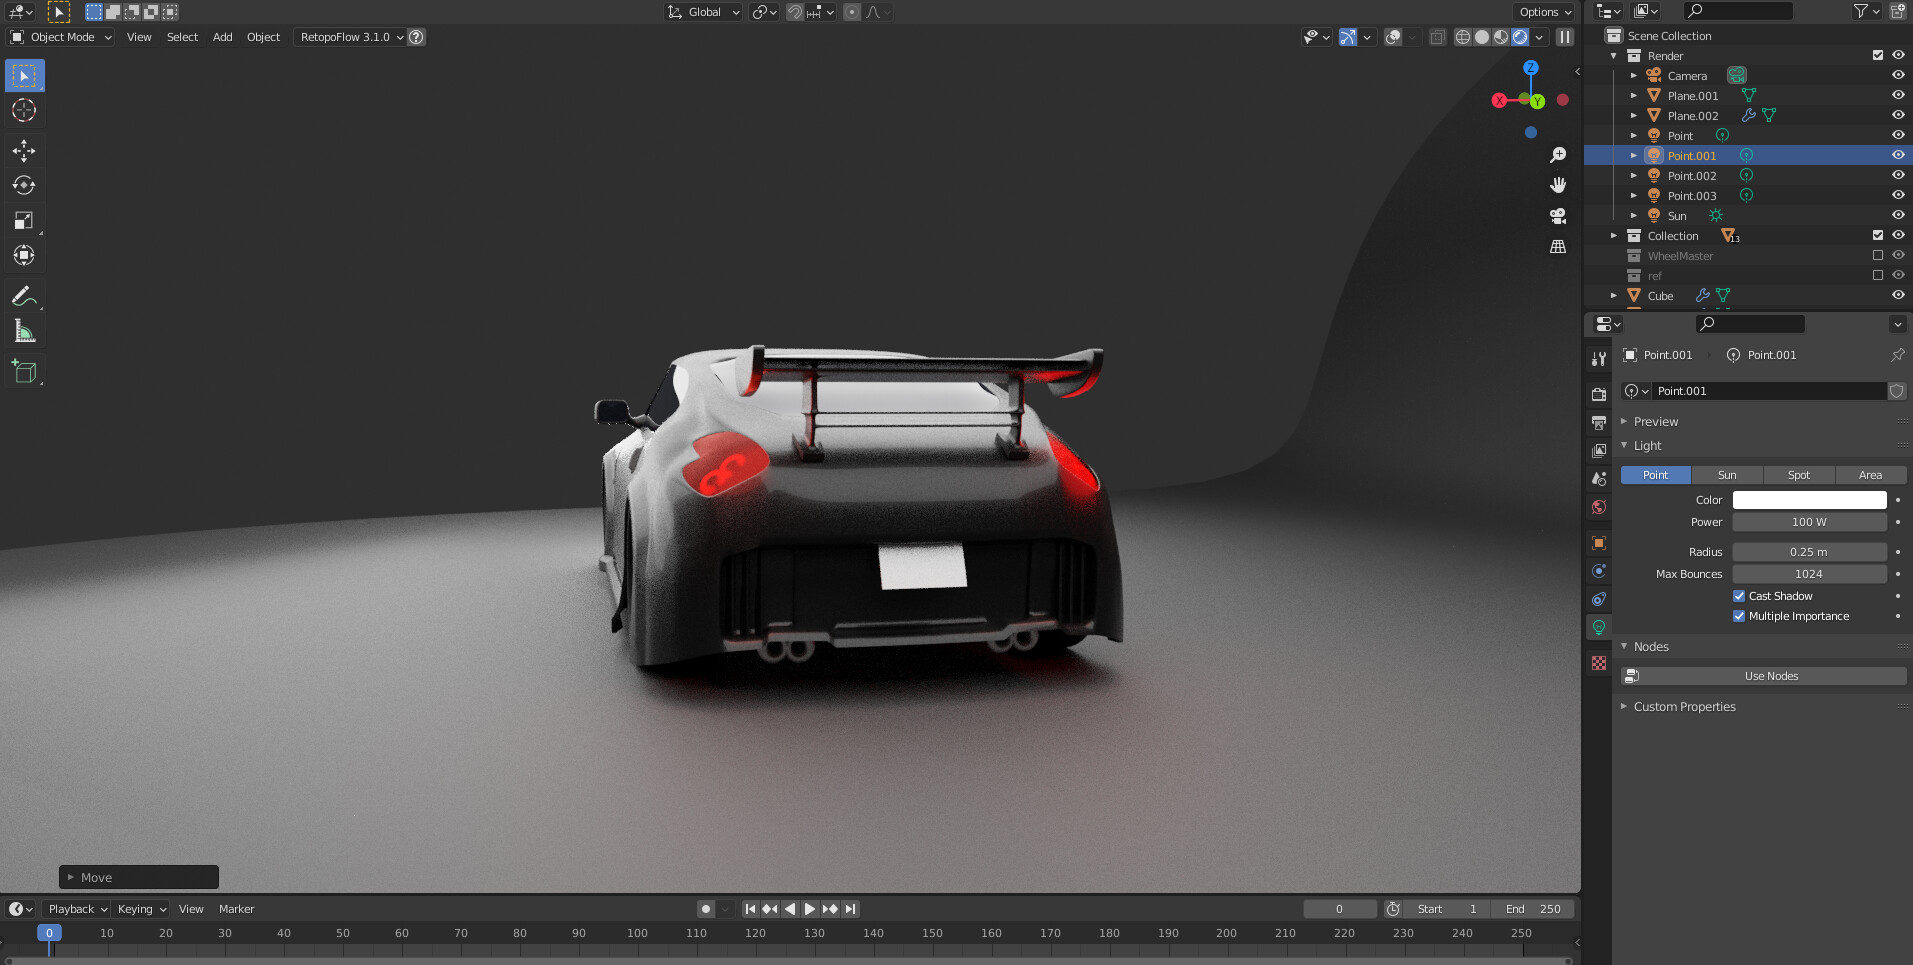 Global
Options
Object Mode
View
Select
Add
Object
RetopoFlow 3.1.0
Z
X
Y
Move
Playback
Keying
View
Marker
0
Start 1
End 250
0 10 20 30 40 50 60 70 80 90 100 110 120 130 140 150 160 170 180 190 200 210 220 230 240 250
Scene Collection
Render
Camera
Plane.001
Plane.002
Point
Point.001
Point.002
Point.003
Sun
Collection 13
WheelMaster
ref
Cube
Point.001 Point.001
Point.001
Preview
Light
Point Sun Spot Area
Color
Power 100 W
Radius 0.25 m
Max Bounces 1024
Cast Shadow
Multiple Importance
Nodes
Use Nodes
Custom Properties